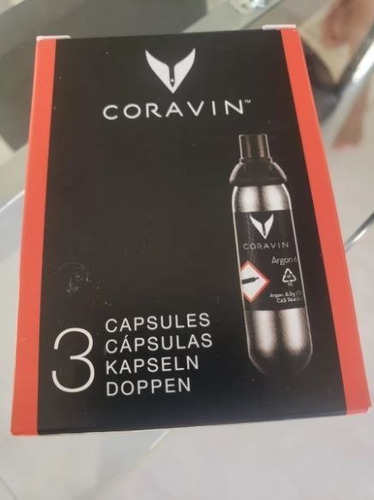 CORAVIN™
CORAVIN
Argon
3
CAPSULES
CÁPSULAS
KAPSELN
DOPPEN